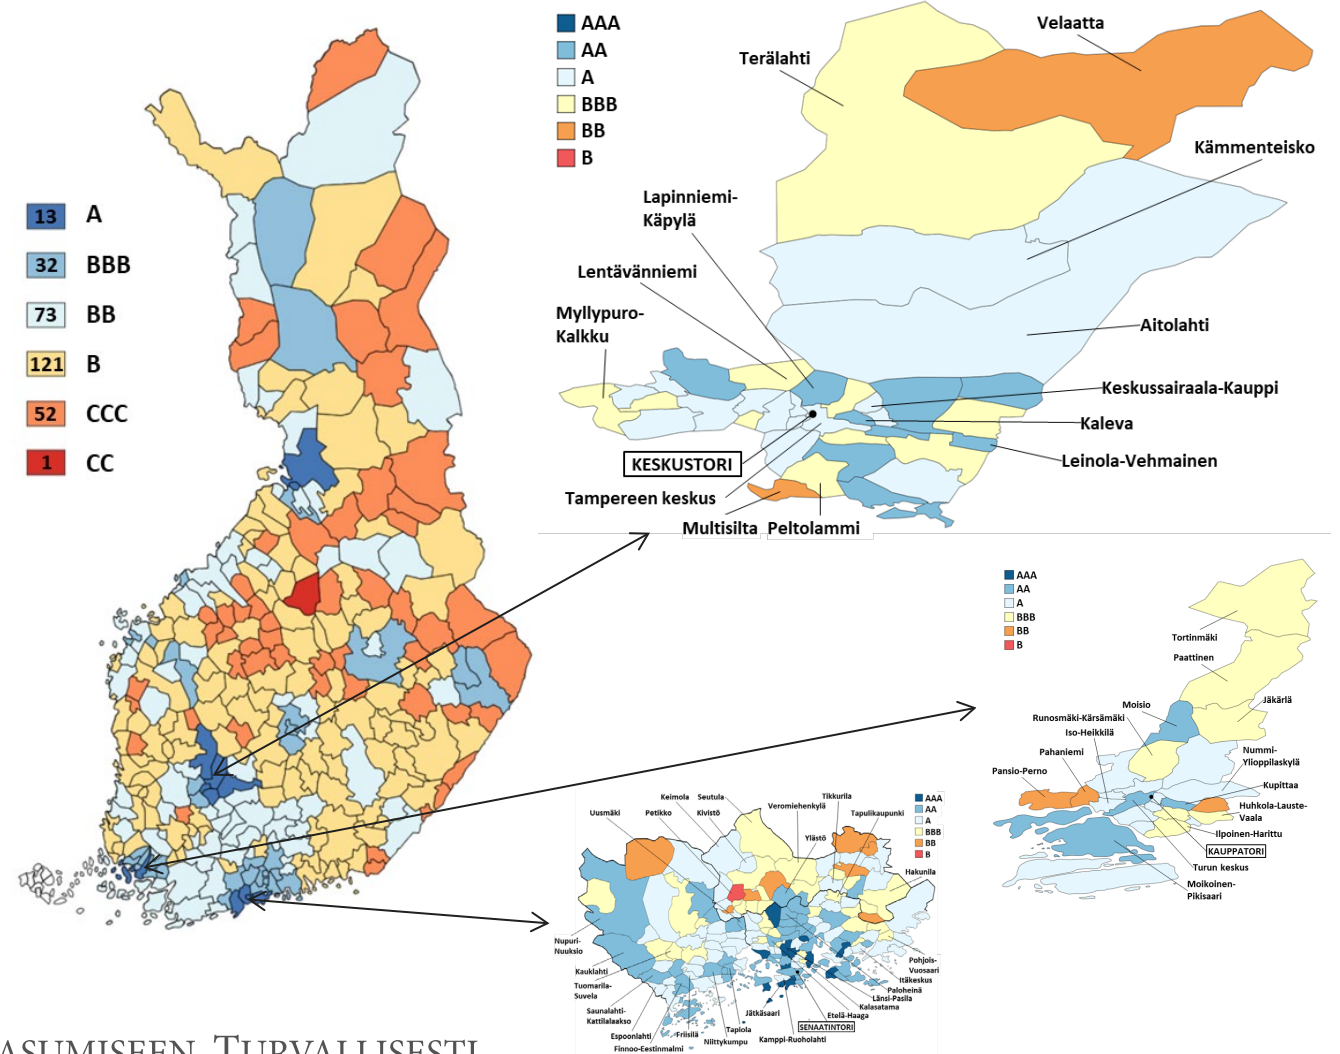 13 A
32 BBB
73 BB
121 B
52 CCC
1 CC
AAA
AA
A
BBB
BB
B
Velaatta
Terälahti
Kämmenteisko
Lapinniemi-
Käpylä
Lentävänniemi
Myllypuro-
Kalkku
Aitolahti
Keskussairaala-Kauppi
Kaleva
Leinola-Vehmainen
KESKUSTORI
Tampereen keskus
Multisilta
Peltolammi
AAA
AA
A
BBB
BB
B
Tortinmäki
Paattinen
Jäkärlä
Moisio
Runosmäki-Kärsämäki
Iso-Heikkilä
Pahaniemi
Pansio-Perno
Nummi-
Ylioppilaskylä
Kupittaa
Huhkola-Lauste-
Vaala
Ilpoinen-Harittu
KAUPPATORI
Turun keskus
Moikoinen-
Pikisaari
Keimola
Seutula
Uusmäki
Petikko
Kivistö
Veromiehenkylä
Tikkurila
Tapulikaupunki
Ylästö
AAA
AA
A
BBB
BB
B
Hakunila
Nupuri-
Nuuksio
Kauklahti
Tuomarila-
Suvela
Saunalahti-
Kattilalaakso
Espoonlahti
Finnoo-Eestinmalmi
Friisilä
Niittykumpu
Tapiola
Jätkäsaari
Kamppi-Ruoholahti
SENAATINTORI
Etelä-Haaga
Kalasatama
Länsi-Pasila
Paloheinä
Itäkeskus
Pohjois-
Vuosaari
ASUMISEEN TURVALLISESTI